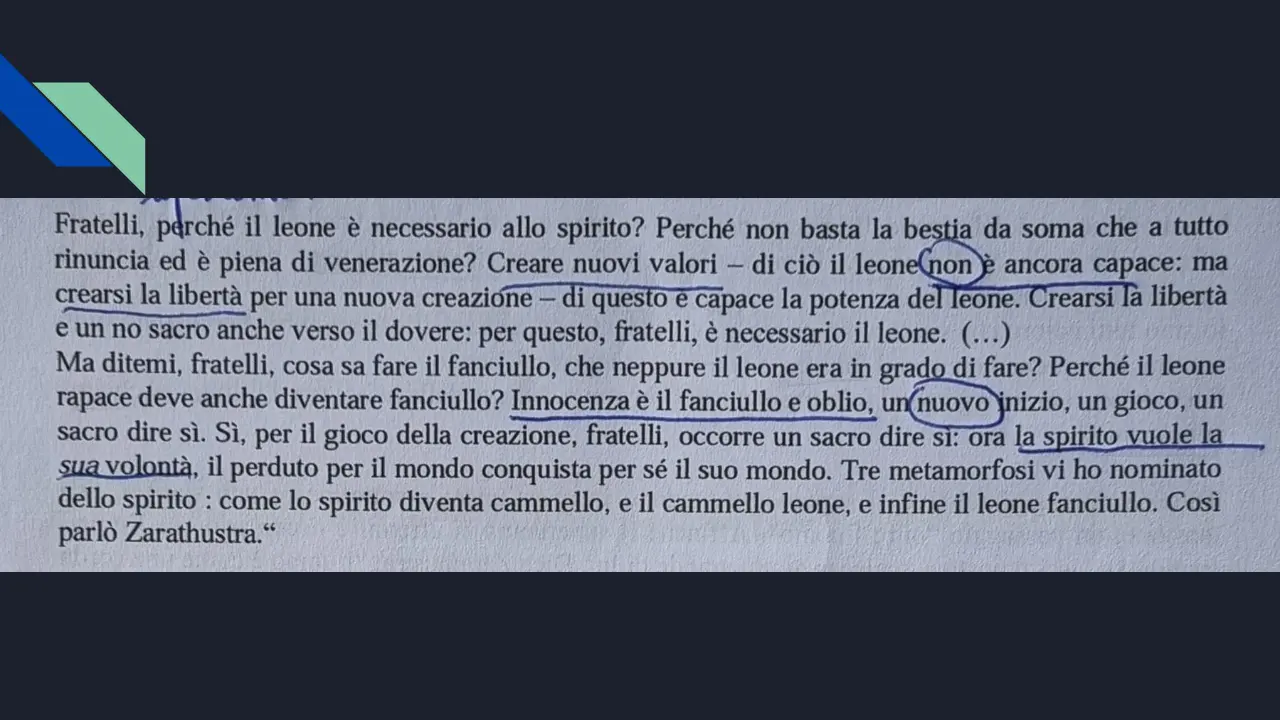 Fratelli, perché il leone è necessario allo spirito? Perché non basta la bestia da soma che a tutto
rinuncia ed è piena di venerazione? Creare nuovi valori – di ciò il leone non è ancora capace: ma
crearsi la libertà per una nuova creazione – di questo è capace la potenza del leone. Crearsi la libertà
e un no sacro anche verso il dovere: per questo, fratelli, è necessario il leone. (…)
Ma ditemi, fratelli, cosa sa fare il fanciullo, che neppure il leone era in grado di fare? Perché il leone
rapace deve anche diventare fanciullo? Innocenza è il fanciullo e oblio, un nuovo inizio, un gioco, un
sacro dire sì. Sì, per il gioco della creazione, fratelli, occorre un sacro dire sì: ora la spirito vuole la
sua volontà, il perduto per il mondo conquista per sé il suo mondo. Tre metamorfosi vi ho nominato
dello spirito : come lo spirito diventa cammello, e il cammello leone, e infine il leone fanciullo. Così
parlò Zarathustra.“